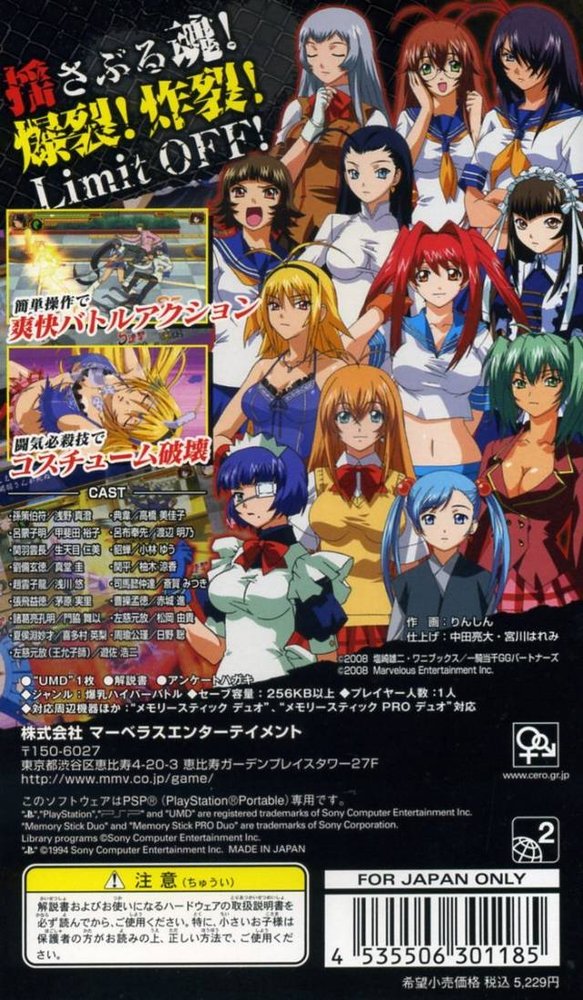 揺さぶる魂!
爆裂!炸裂!
Limit OFF!
簡単操作で
爽快バトルアクション
闘気必殺技で
コスチューム破壊
CAST
・孫策伯符/浅野 真澄
・呂蒙子明/甲斐田 裕子
・関羽雲長/生天目 仁美
・劉備玄徳/真堂 圭
・趙雲子龍/浅川 悠
・張飛益徳/茅原 実里
・諸葛亮孔明/門脇 舞以
・夏侯淵妙才/喜多村 英梨
・左慈元放(王允子師)/遊佐 浩二
・典韋/高橋 美佳子
・呂布奉先/渡辺 明乃
・貂蝉/小林 ゆう
・関平/柚木 涼香
・司馬懿仲達/斎賀 みつき
・曹操孟徳/赤城 進
・左慈元放/松岡 由貴
・周瑜公瑾/日野 聡
作 画:りんしん
仕上げ:中田亮大・宮川はれみ
©2008 塩崎雄二・ワニブックス/一騎当千GGパートナーズ
©2008 Marvelous Entertainment Inc.
●"UMD"1枚 ●解説書 ●アンケートハガキ
◆ジャンル:爆乳ハイパーバトル ◆セーブ容量:256KB以上 ◆プレイヤー人数:1人
◆対応周辺機器ほか:"メモリースティック デュオ"、"メモリースティック PRO デュオ"対応
株式会社 マーベラスエンターテイメント
〒150-6027
東京都渋谷区恵比寿4-20-3 恵比寿ガーデンプレイスタワー27F
http://www.mmv.co.jp/game/
www.cero.gr.jp
このソフトウェアはPSP®(PlayStation®Portable)専用です。
"PS","PlayStation","PSP" and "UMD" are registered trademarks of Sony Computer Entertainment Inc.
"Memory Stick Duo" and "Memory Stick PRO Duo" are trademarks of Sony Corporation.
Library programs ©Sony Computer Entertainment Inc.
"PS" ©1994 Sony Computer Entertainment Inc. MADE IN JAPAN
2
注意(ちゅうい)
解説書およびお使いになるハードウェアの取扱説明書を
必ず読んでから、ご使用ください。特に、小さいお子様は
保護者の方がお読みの上、正しい方法で、ご使用くださ
い。
FOR JAPAN ONLY
4 535506 301185
希望小売価格 税込 5,229円